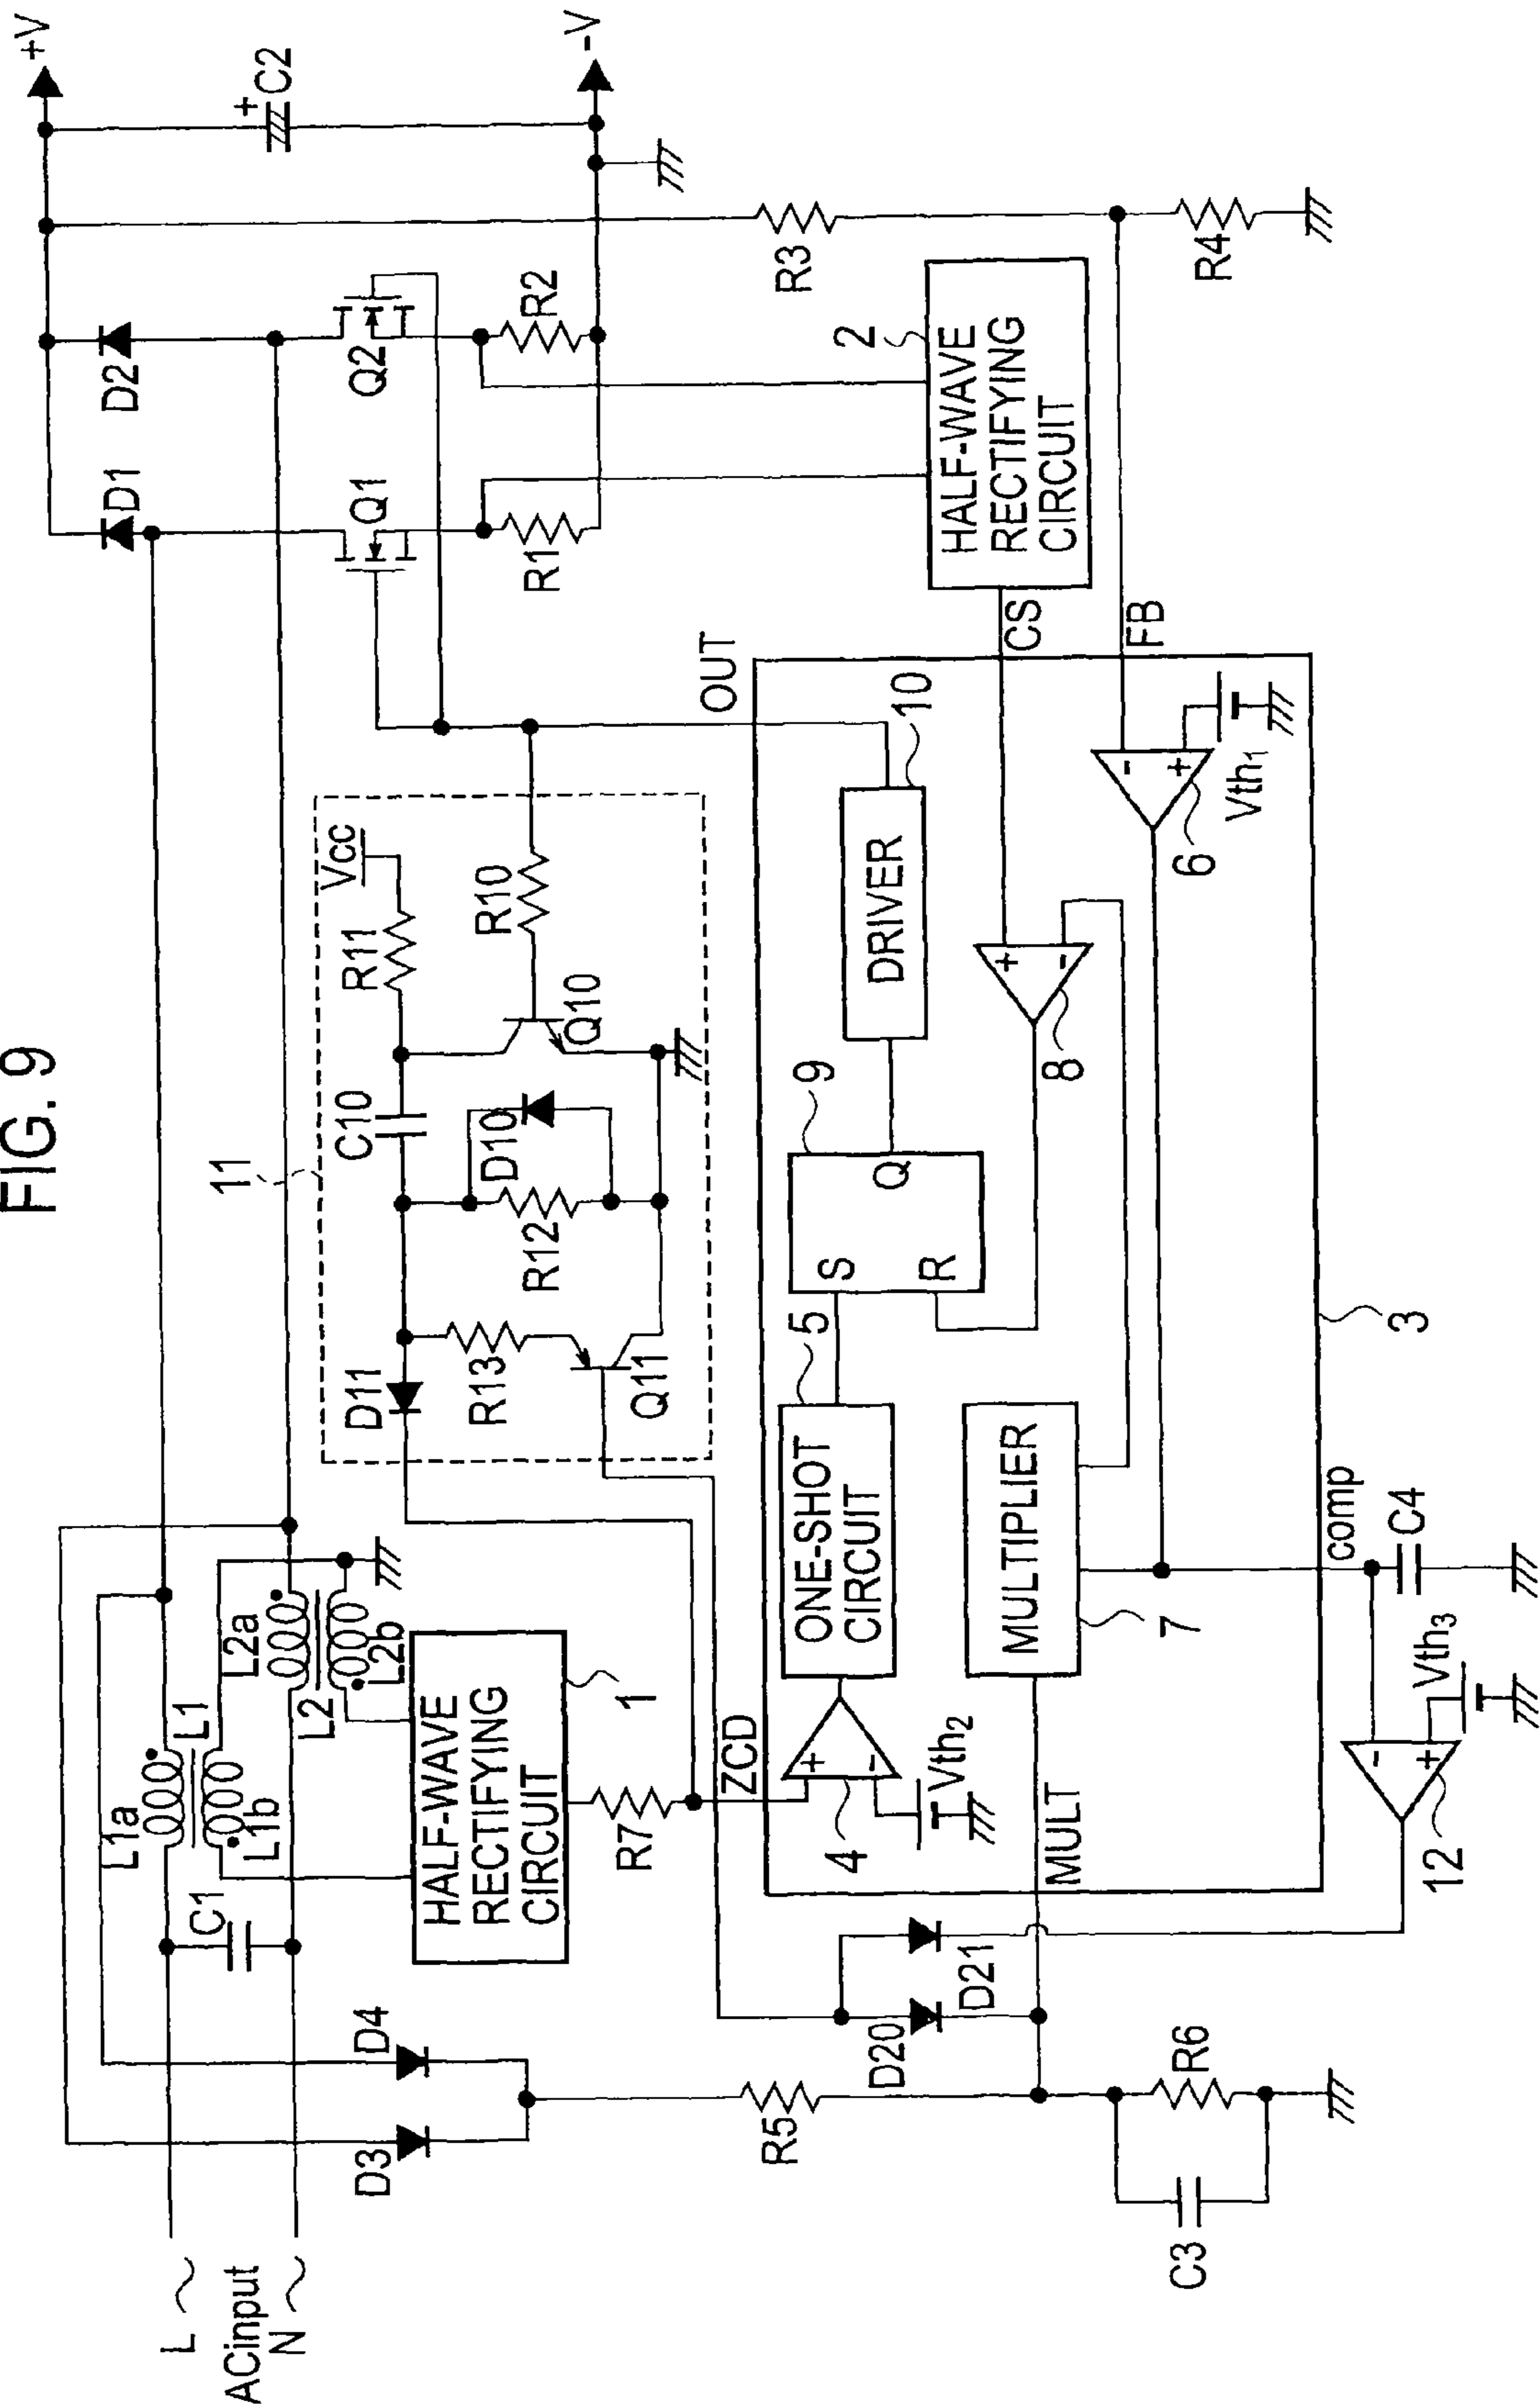 FIG. 9
+V
-V
C2
+
D2
D1
Q2
Q1
R2
R1
R3
R4
2
HALF-WAVE
RECTIFYING
CIRCUIT
CS
FB
OUT
10
DRIVER
-
+
6
Vth1
+
-
8
9
S
R
Q
5
ONE-SHOT
CIRCUIT
MULTIPLIER
7
3
comp
C4
Vth3
-
+
12
+
-
4
Vth2
ZCD
MULT
11
Vcc
R11
R10
C10
Q10
D10
R12
D11
R13
Q11
L1a
L1
L1b
L2a
L2
L2b
C1
HALF-WAVE
RECTIFYING
CIRCUIT
1
R7
D4
D3
D20
D21
R5
R6
C3
L ~
ACinput
N ~